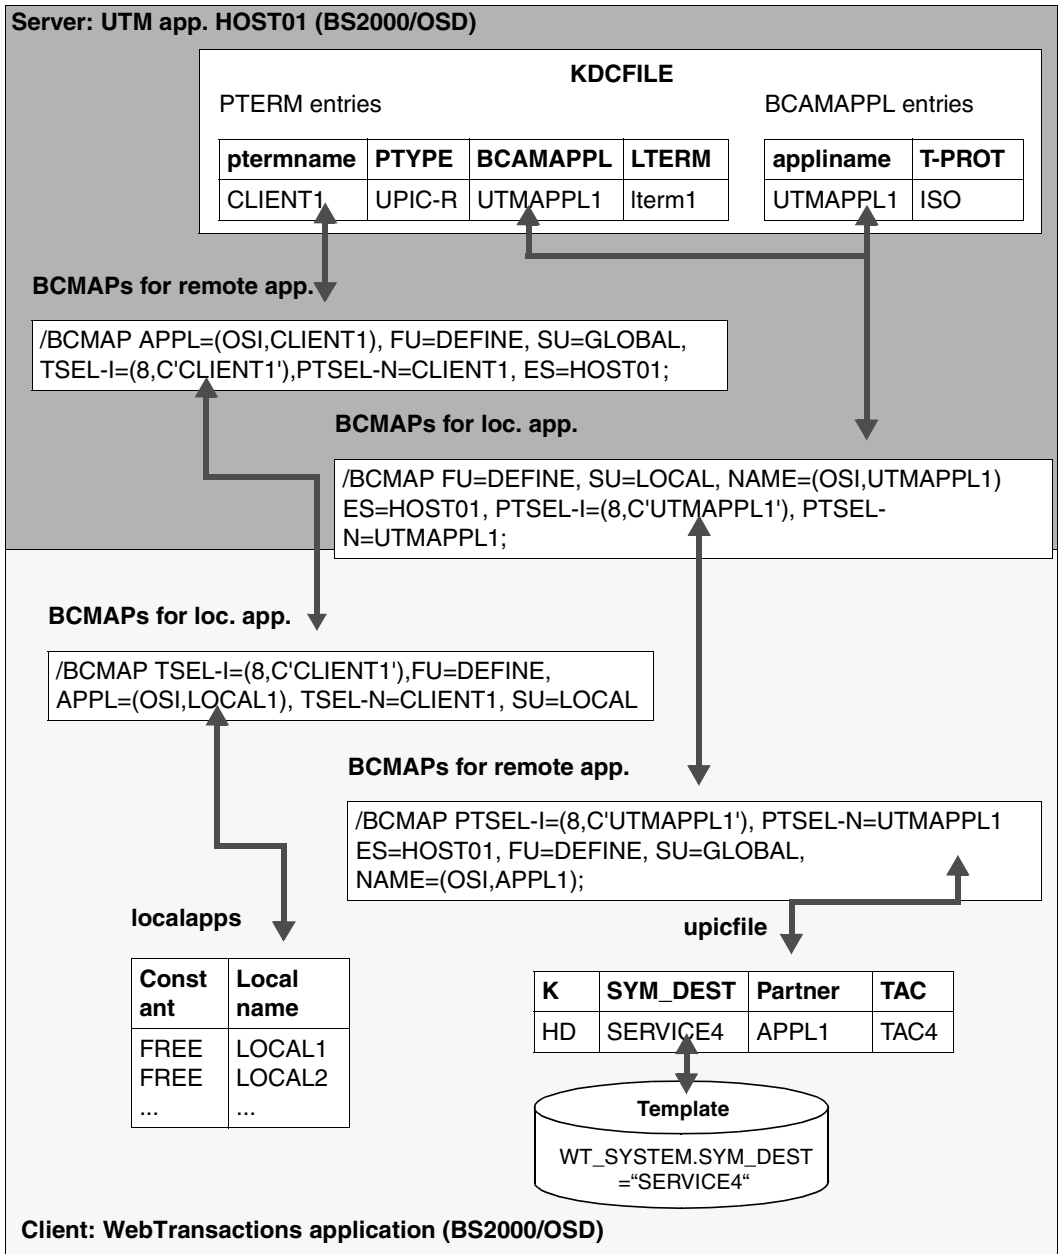 Server: UTM app. HOST01 (BS2000/OSD)
KDCFILE
PTERM entries
BCAMAPPL entries
ptermname PTYPE BCAMAPPL LTERM
CLIENT1 UPIC-R UTMAPPL1 lterm1
appliname T-PROT
UTMAPPL1 ISO
BCMAPs for remote app.
/BCMAP APPL=(OSI,CLIENT1), FU=DEFINE, SU=GLOBAL,
TSEL-I=(8,C'CLIENT1'),PTSEL-N=CLIENT1, ES=HOST01;
BCMAPs for loc. app.
/BCMAP FU=DEFINE, SU=LOCAL, NAME=(OSI,UTMAPPL1)
ES=HOST01, PTSEL-I=(8,C'UTMAPPL1'), PTSEL-
N=UTMAPPL1;
BCMAPs for loc. app.
/BCMAP TSEL-I=(8,C'CLIENT1'),FU=DEFINE,
APPL=(OSI,LOCAL1), TSEL-N=CLIENT1, SU=LOCAL
BCMAPs for remote app.
/BCMAP PTSEL-I=(8,C'UTMAPPL1'), PTSEL-N=UTMAPPL1
ES=HOST01, FU=DEFINE, SU=GLOBAL,
NAME=(OSI,APPL1);
localapps
Const
ant
Local
name
FREE LOCAL1
FREE LOCAL2
... ...
upicfile
K SYM_DEST Partner TAC
HD SERVICE4 APPL1 TAC4
Template
WT_SYSTEM.SYM_DEST
=“SERVICE4“
Client: WebTransactions application (BS2000/OSD)